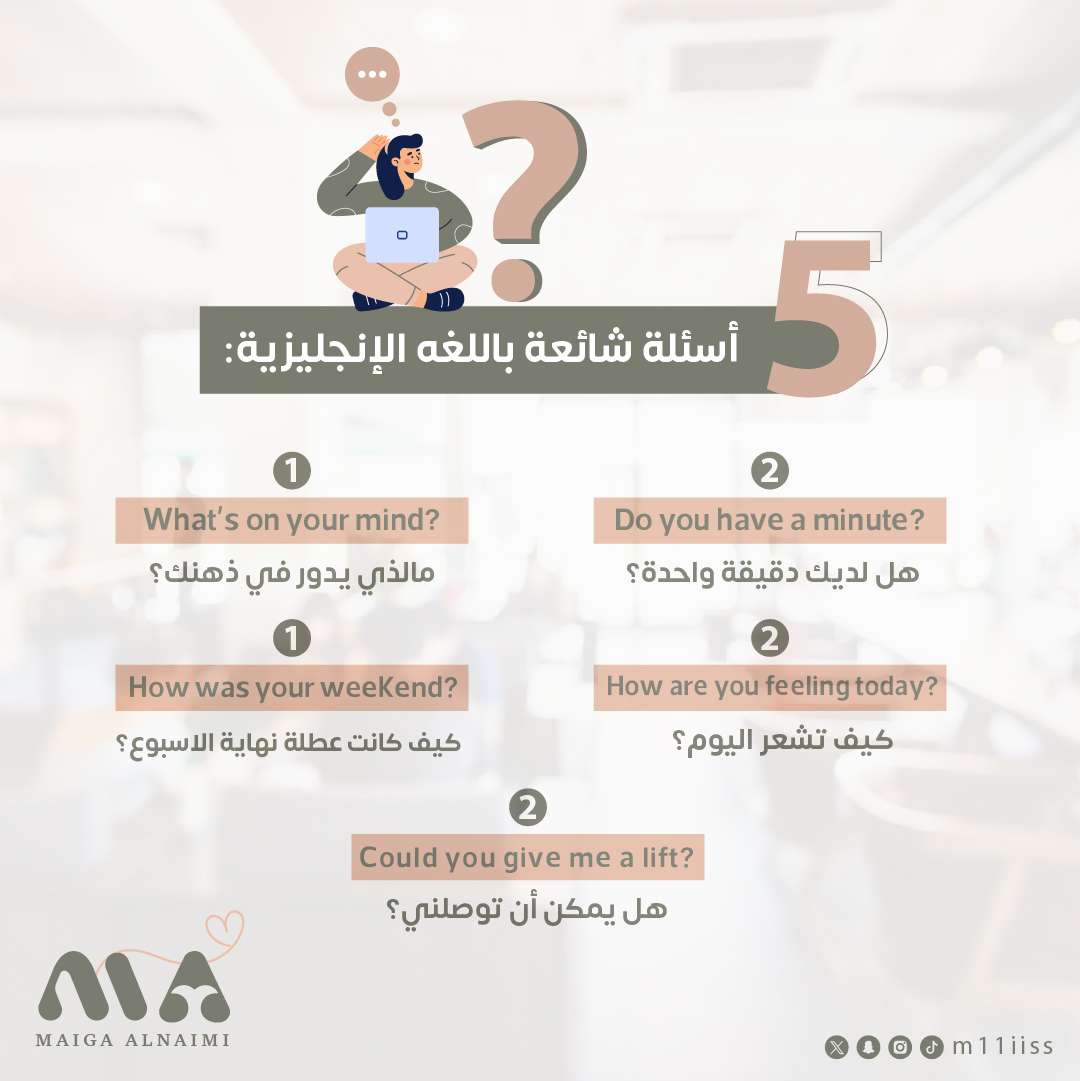 5
أسئلة شائعة باللغه الإنجليزية:
1
What's on your mind?
مالذي يدور في ذهنك؟
2
Do you have a minute?
هل لديك دقيقة واحدة؟
1
How was your weeKend?
كيف كانت عطلة نهاية الاسبوع؟
2
How are you feeling today?
كيف تشعر اليوم؟
2
Could you give me a lift?
هل يمكن أن توصلني؟
MA
MAIGA ALNAIMI
m11iiss